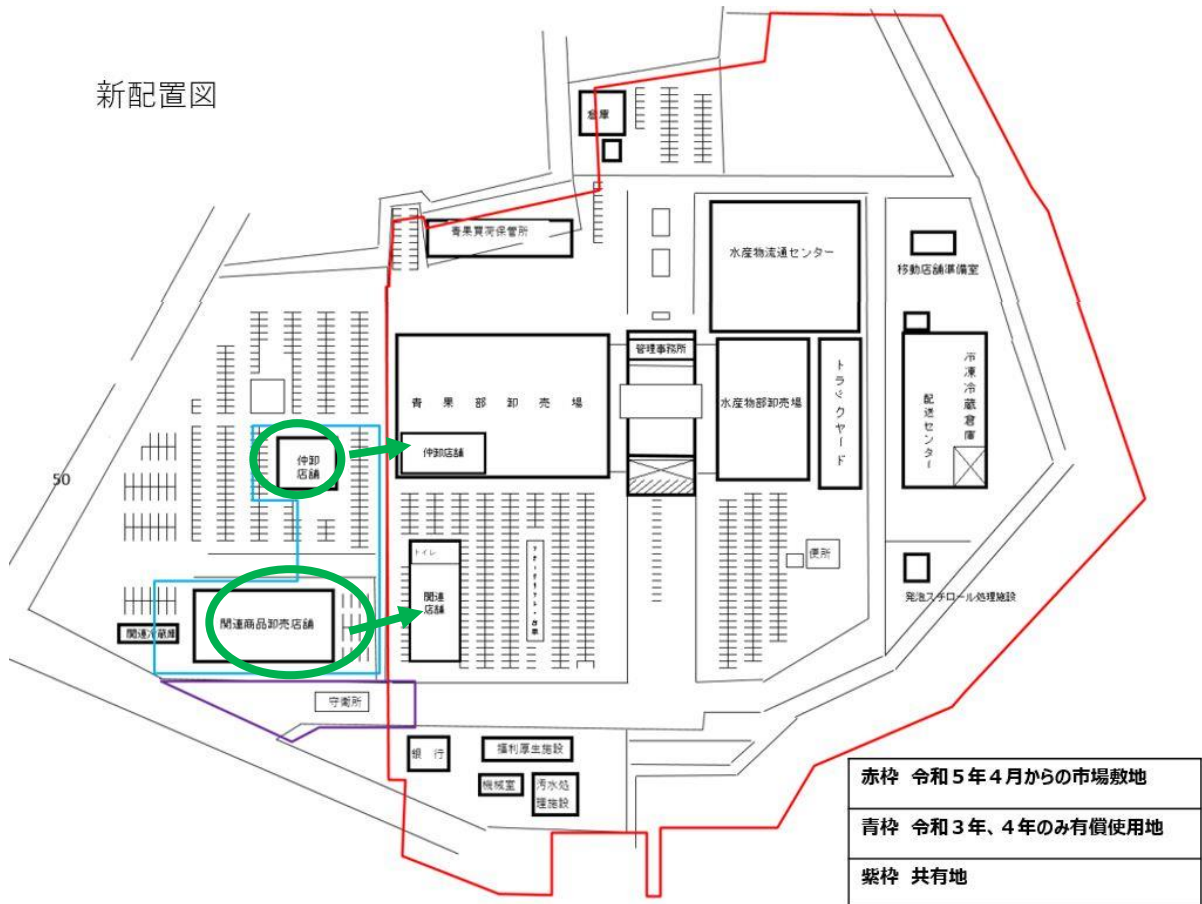 新配置図
倉庫
青果買荷保管所
水産物流通センター
移動店舗準備室
管理事務所
青果部卸売場
仲卸店舗
水産物部卸売場
トラックヤード
配送センター
冷凍冷蔵倉庫
仲卸
店舗
50
トイレ
関連
店舗
便所
発泡スチロール処理施設
関連商品卸売店舗
関連冷蔵庫
守衛所
銀行
福利厚生施設
機械室
汚水処
理施設
赤枠 令和5年4月からの市場敷地
青枠 令和3年、4年のみ有償使用地
紫枠 共有地